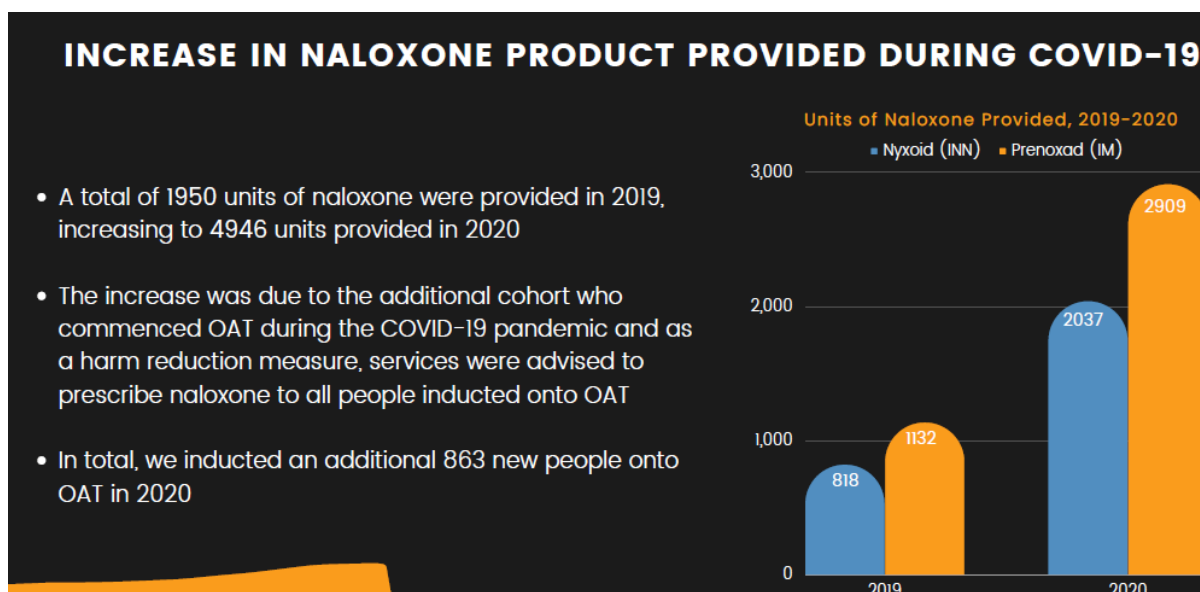 INCREASE IN NALOXONE PRODUCT PROVIDED DURING COVID-19
• A total of 1950 units of naloxone were provided in 2019,
increasing to 4946 units provided in 2020
• The increase was due to the additional cohort who
commenced OAT during the COVID-19 pandemic and as
a harm reduction measure, services were advised to
prescribe naloxone to all people inducted onto OAT
• In total, we inducted an additional 863 new people onto
OAT in 2020
Units of Naloxone Provided, 2019-2020
Nyxoid (INN) Prenoxad (IM)
3,000
2909
2,000
2037
1,000
1132
818
0
2019 2020